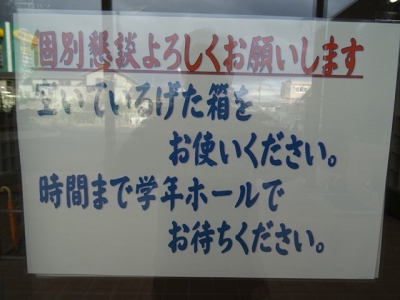 個別懇談よろしくお願いします
空いているげた箱を
お使いください。
時間まで学年ホールで
お待ちください。